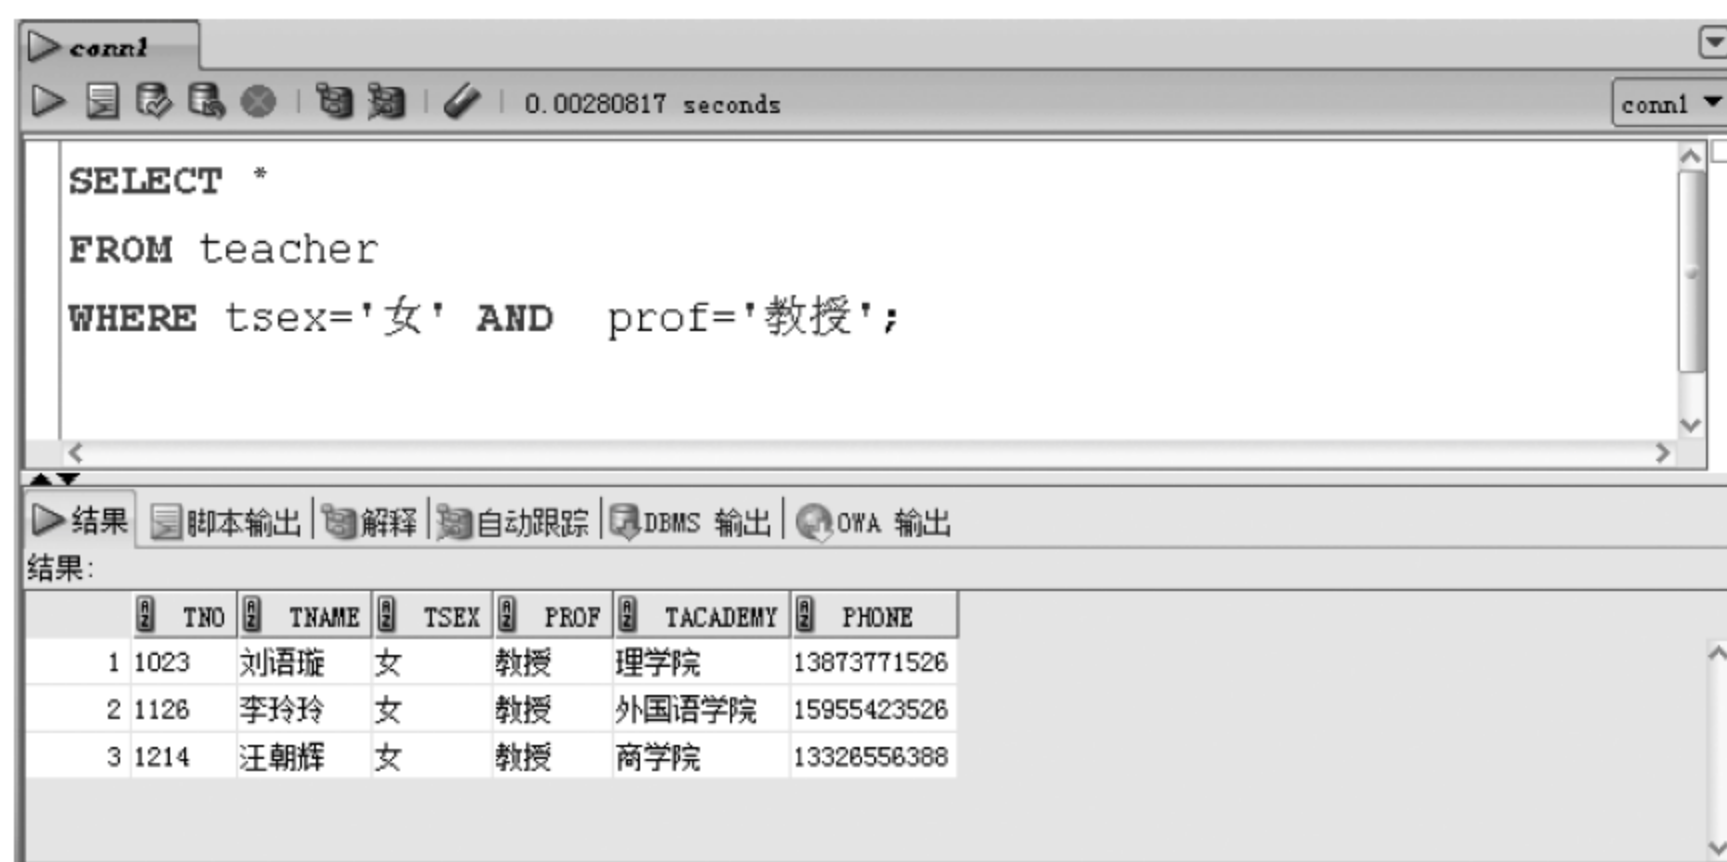 conn1
0.00280817 seconds conn1
SELECT *
FROM teacher
WHERE tsex='女' AND prof='教授';
结果 脚本输出 解释 自动跟踪 DBMS 输出 OWA 输出
结果:
TNO TNAME TSEX PROF TACADEMY PHONE
1 1023 刘语璇 女 教授 理学院 13873771526
2 1126 李玲玲 女 教授 外国语学院 15955423526
3 1214 汪朝辉 女 教授 商学院 13326556388